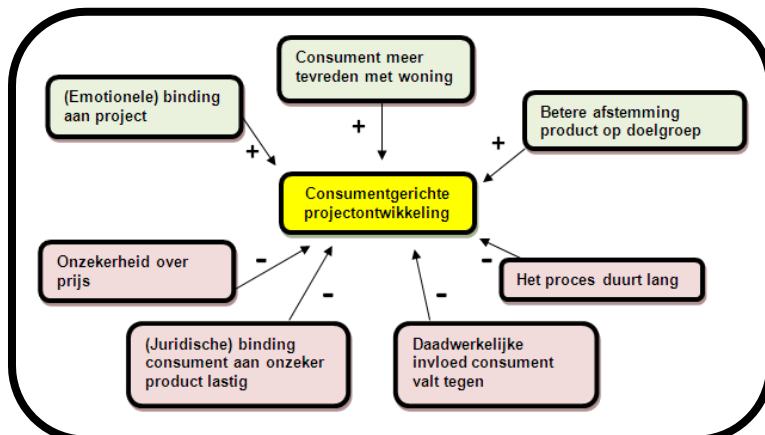 Consument meer
tevreden met woning
(Emotionele) binding
aan project
Betere afstemming
product op doelgroep
+
+
+
Consumentgerichte
projectontwikkeling
Onzekerheid over
prijs
-
-
Het proces duurt lang
-
-
(Juridische) binding
consument aan onzeker
product lastig
Daadwerkelijke
invloed consument
valt tegen